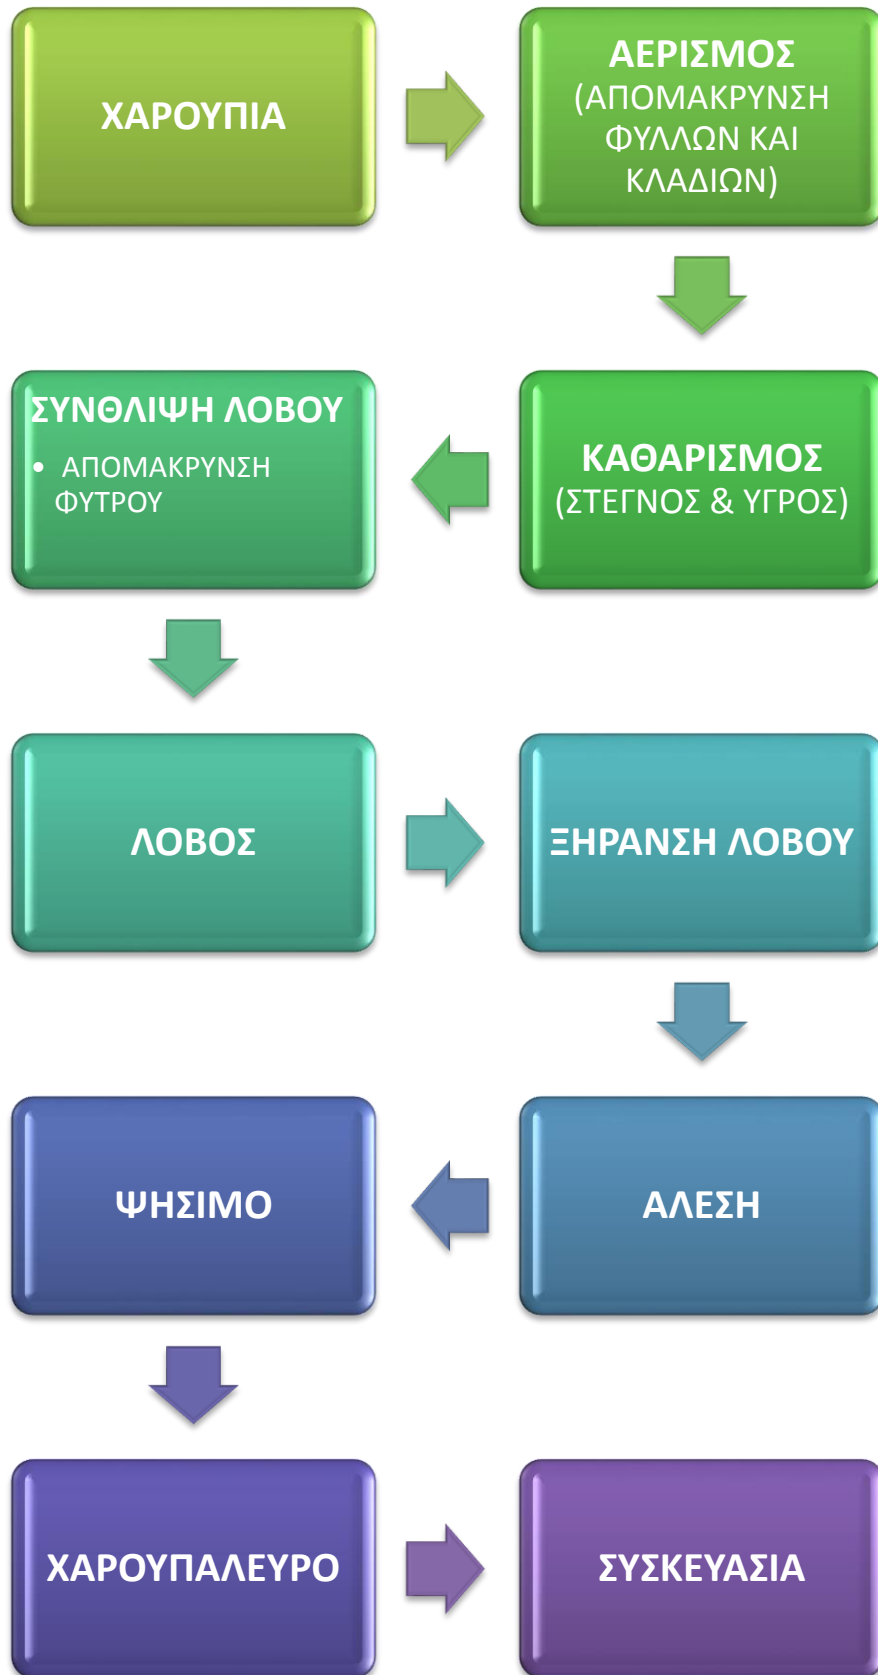 ΧΑΡΟΥΠΙΑ
ΑΕΡΙΣΜΟΣ
(ΑΠΟΜΑΚΡΥΝΣΗ
ΦΥΛΛΩΝ ΚΑΙ
ΚΛΑΔΙΩΝ)
ΚΑΘΑΡΙΣΜΟΣ
(ΣΤΕΓΝΟΣ & ΥΓΡΟΣ)
ΣΥΝΘΛΙΨΗ ΛΟΒΟΥ
• ΑΠΟΜΑΚΡΥΝΣΗ
ΦΥΤΡΟΥ
ΛΟΒΟΣ
ΞΗΡΑΝΣΗ ΛΟΒΟΥ
ΑΛΕΣΗ
ΨΗΣΙΜΟ
ΧΑΡΟΥΠΑΛΕΥΡΟ
ΣΥΣΚΕΥΑΣΙΑ